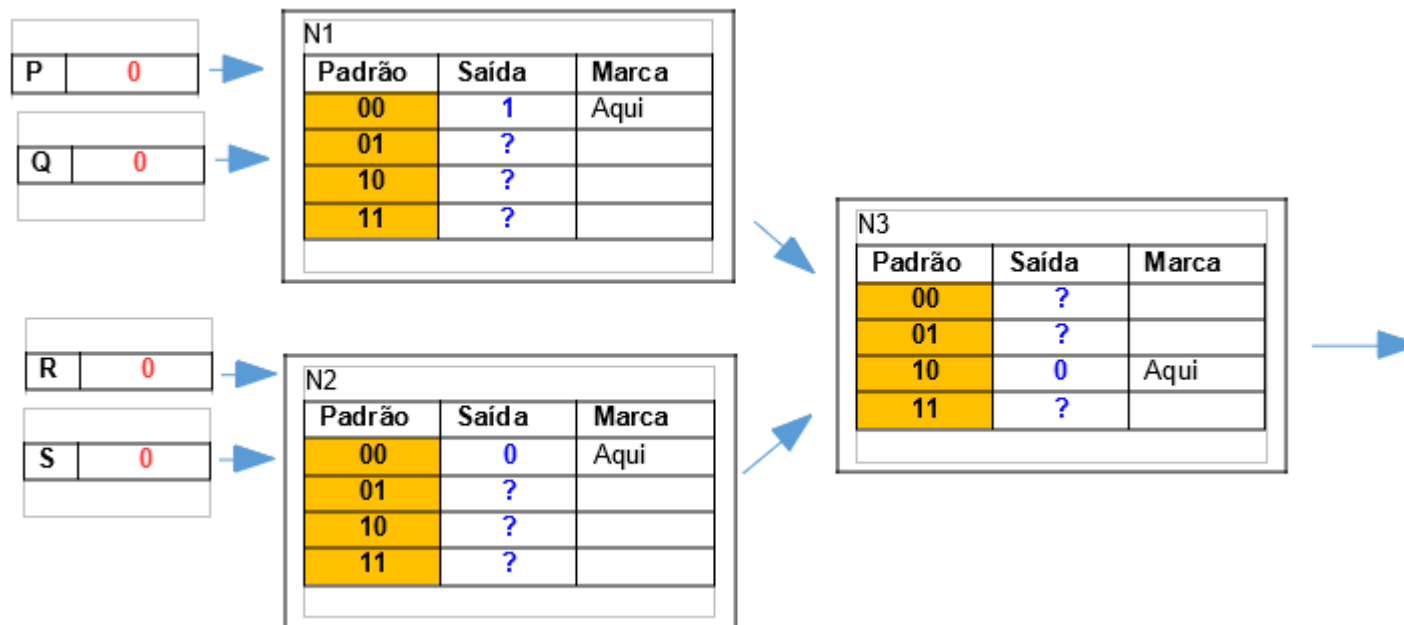 P 0
Q 0
N1
Padrão Saída Marca
00 1 Aqui
01 ?
10 ?
11 ?
R 0
S 0
N2
Padrão Saída Marca
00 0 Aqui
01 ?
10 ?
11 ?
N3
Padrão Saída Marca
00 ?
01 ?
10 0 Aqui
11 ?